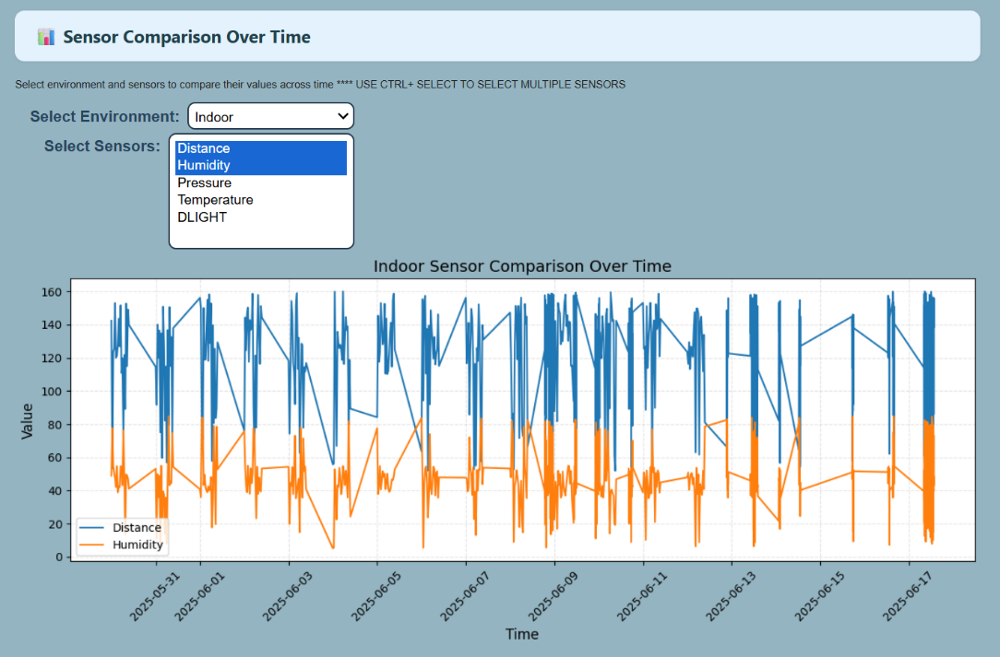 Sensor Comparison Over Time
Select environment and sensors to compare their values across time **** USE CTRL+ SELECT TO SELECT MULTIPLE SENSORS
Select Environment: Indoor
Select Sensors:
Distance
Humidity
Pressure
Temperature
DLIGHT
Indoor Sensor Comparison Over Time
Value
160
140
120
100
80
60
40
20
0
Distance
Humidity
2025-05-31
2025-06-01
2025-06-03
2025-06-05
2025-06-07
2025-06-09
2025-06-11
2025-06-13
2025-06-15
2025-06-17
Time